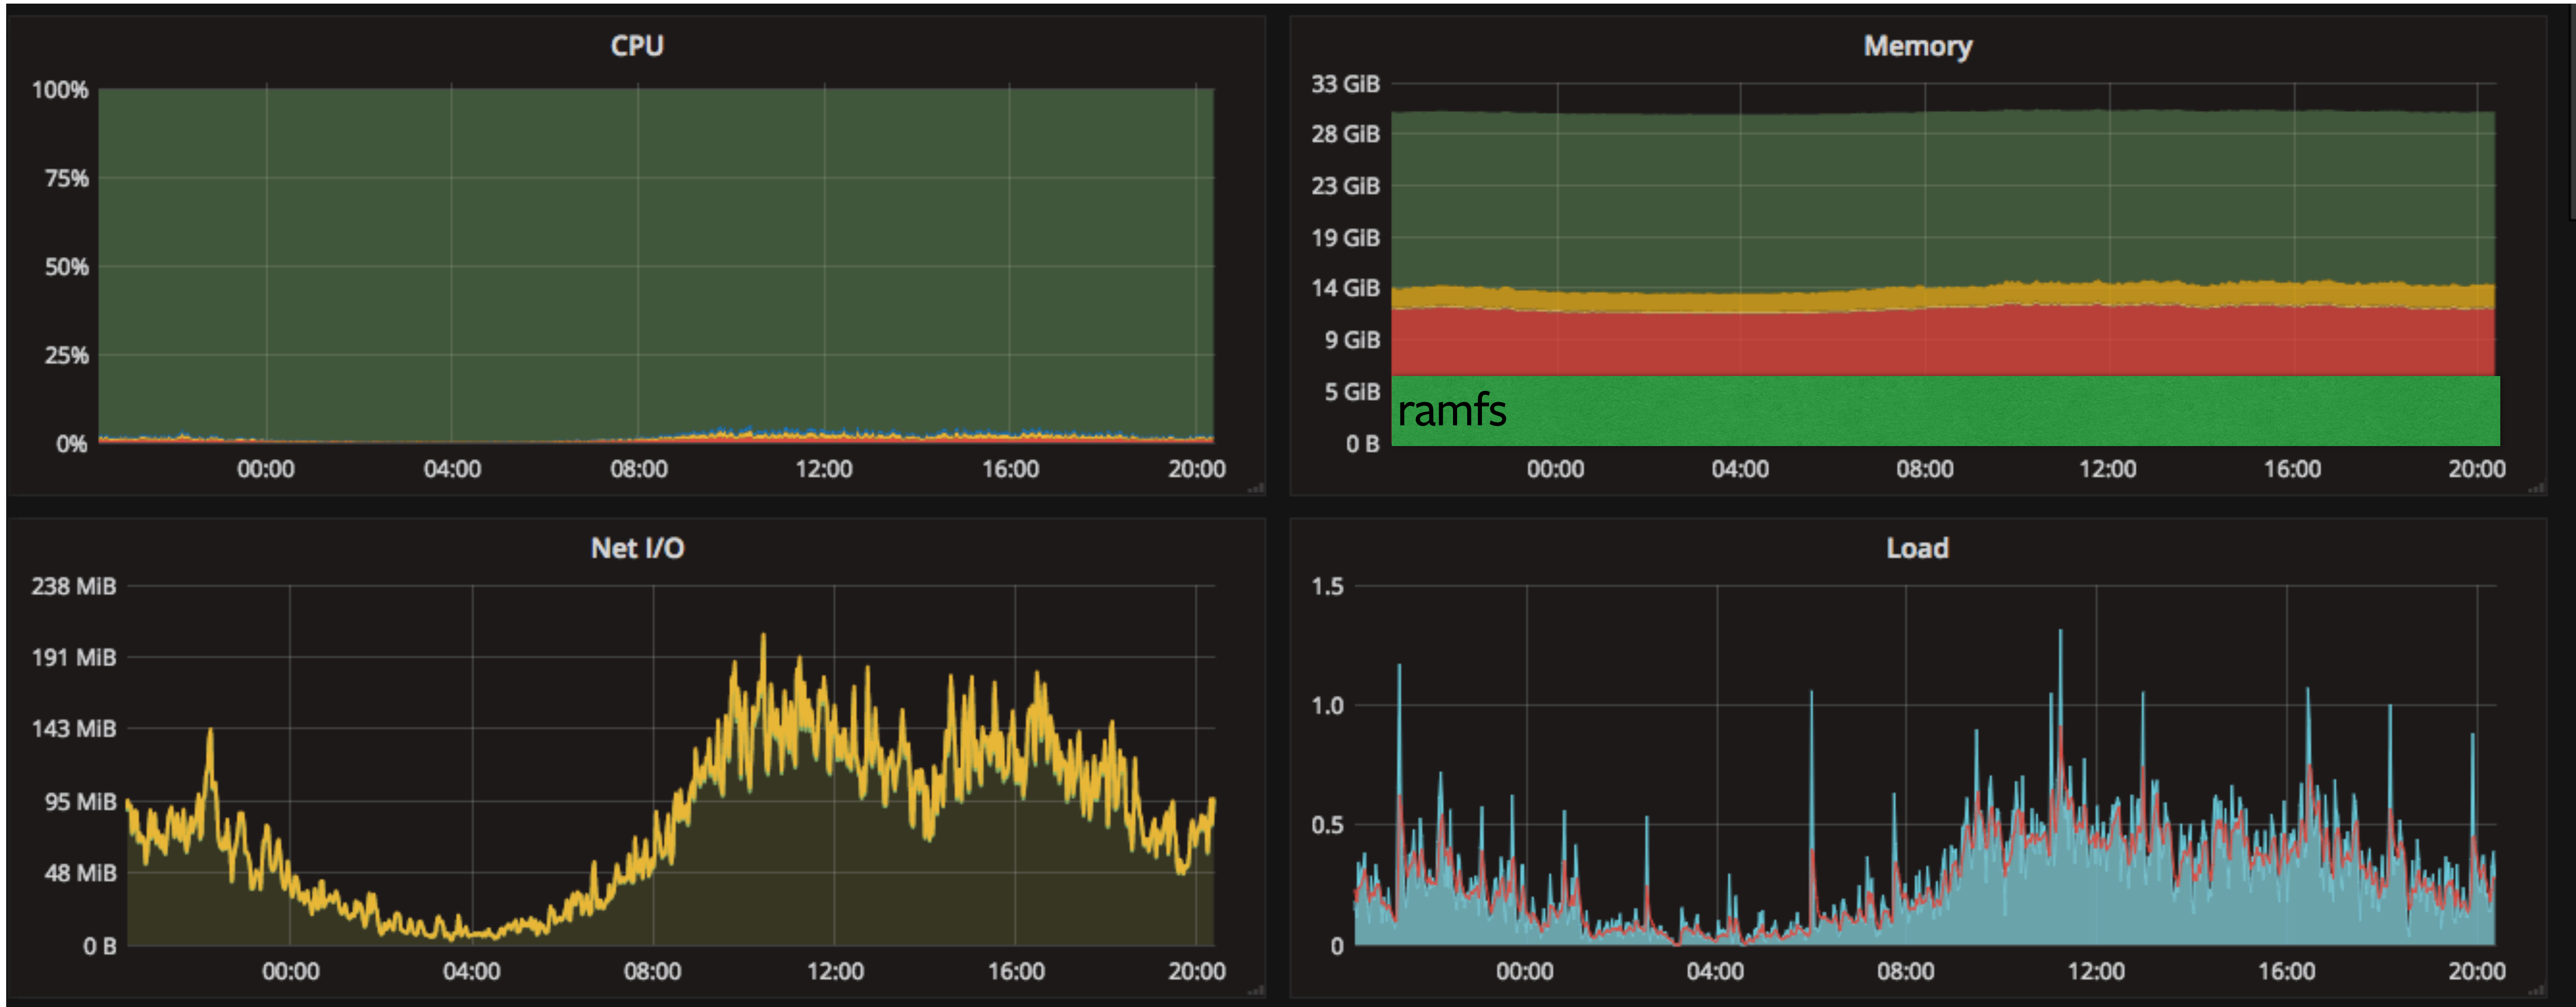 CPU
100%
75%
50%
25%
0%
00:00 04:00 08:00 12:00 16:00 20:00
Memory
33 GiB
28 GiB
23 GiB
19 GiB
14 GiB
9 GiB
5 GiB
ramfs
0 B
00:00 04:00 08:00 12:00 16:00 20:00
Net I/O
238 MiB
191 MiB
143 MiB
95 MiB
48 MiB
0 B
00:00 04:00 08:00 12:00 16:00 20:00
Load
1.5
1.0
0.5
0
00:00 04:00 08:00 12:00 16:00 20:00